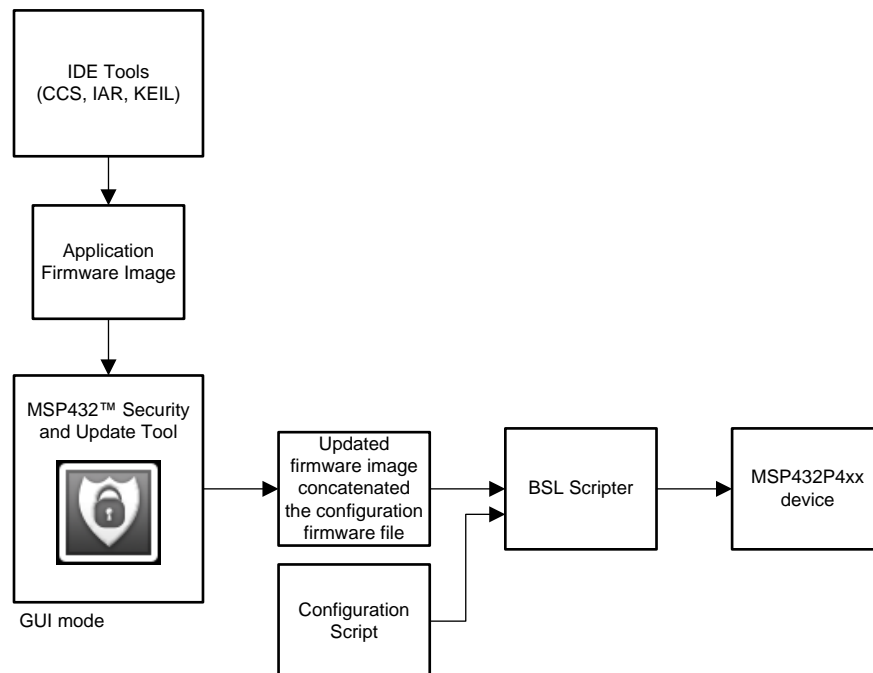 IDE Tools
(CCS, IAR, KEIL)
Application
Firmware Image
MSP432™ Security
and Update Tool
GUI mode
Updated
firmware image
concatenated
the configuration
firmware file
Configuration
Script
BSL Scripter
MSP432P4xx
device